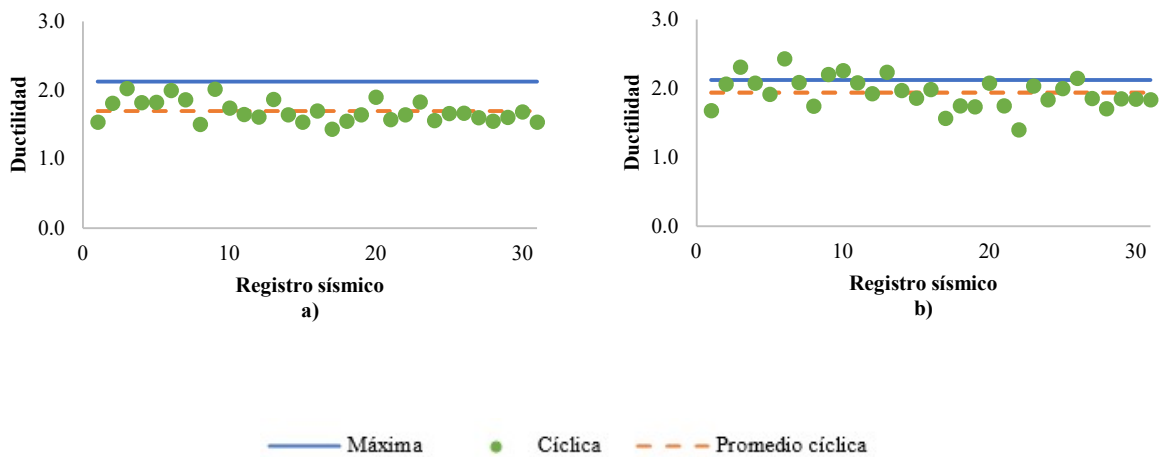 3.0
2.0
1.0
0.0
Ductilidad
0
10
20
30
Registro sísmico
a)
3.0
2.0
1.0
0.0
Ductilidad
0
10
20
30
Registro sísmico
b)
Máxima
Cíclica
Promedio cíclica